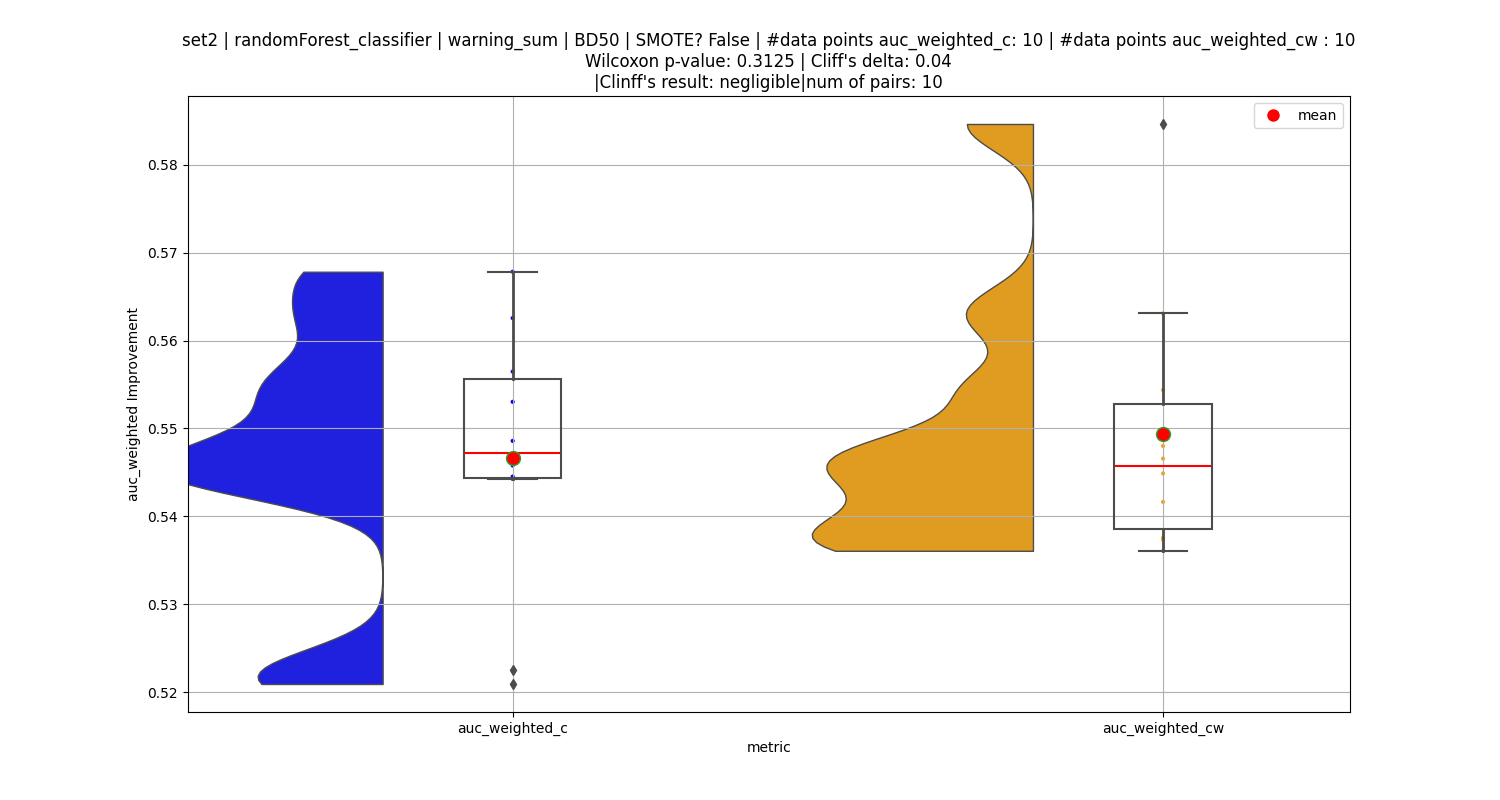 set2 | randomForest_classifier | warning_sum | BD50 | SMOTE? False | #data points auc_weighted_c: 10 | #data points auc_weighted_cw : 10
Wilcoxon p-value: 0.3125 | Cliff's delta: 0.04
|Clinff's result: negligible|num of pairs: 10
mean
0.58
0.57
0.56
0.55
0.54
0.53
0.52
auc_weighted Improvement
auc_weighted_c
auc_weighted_cw
metric